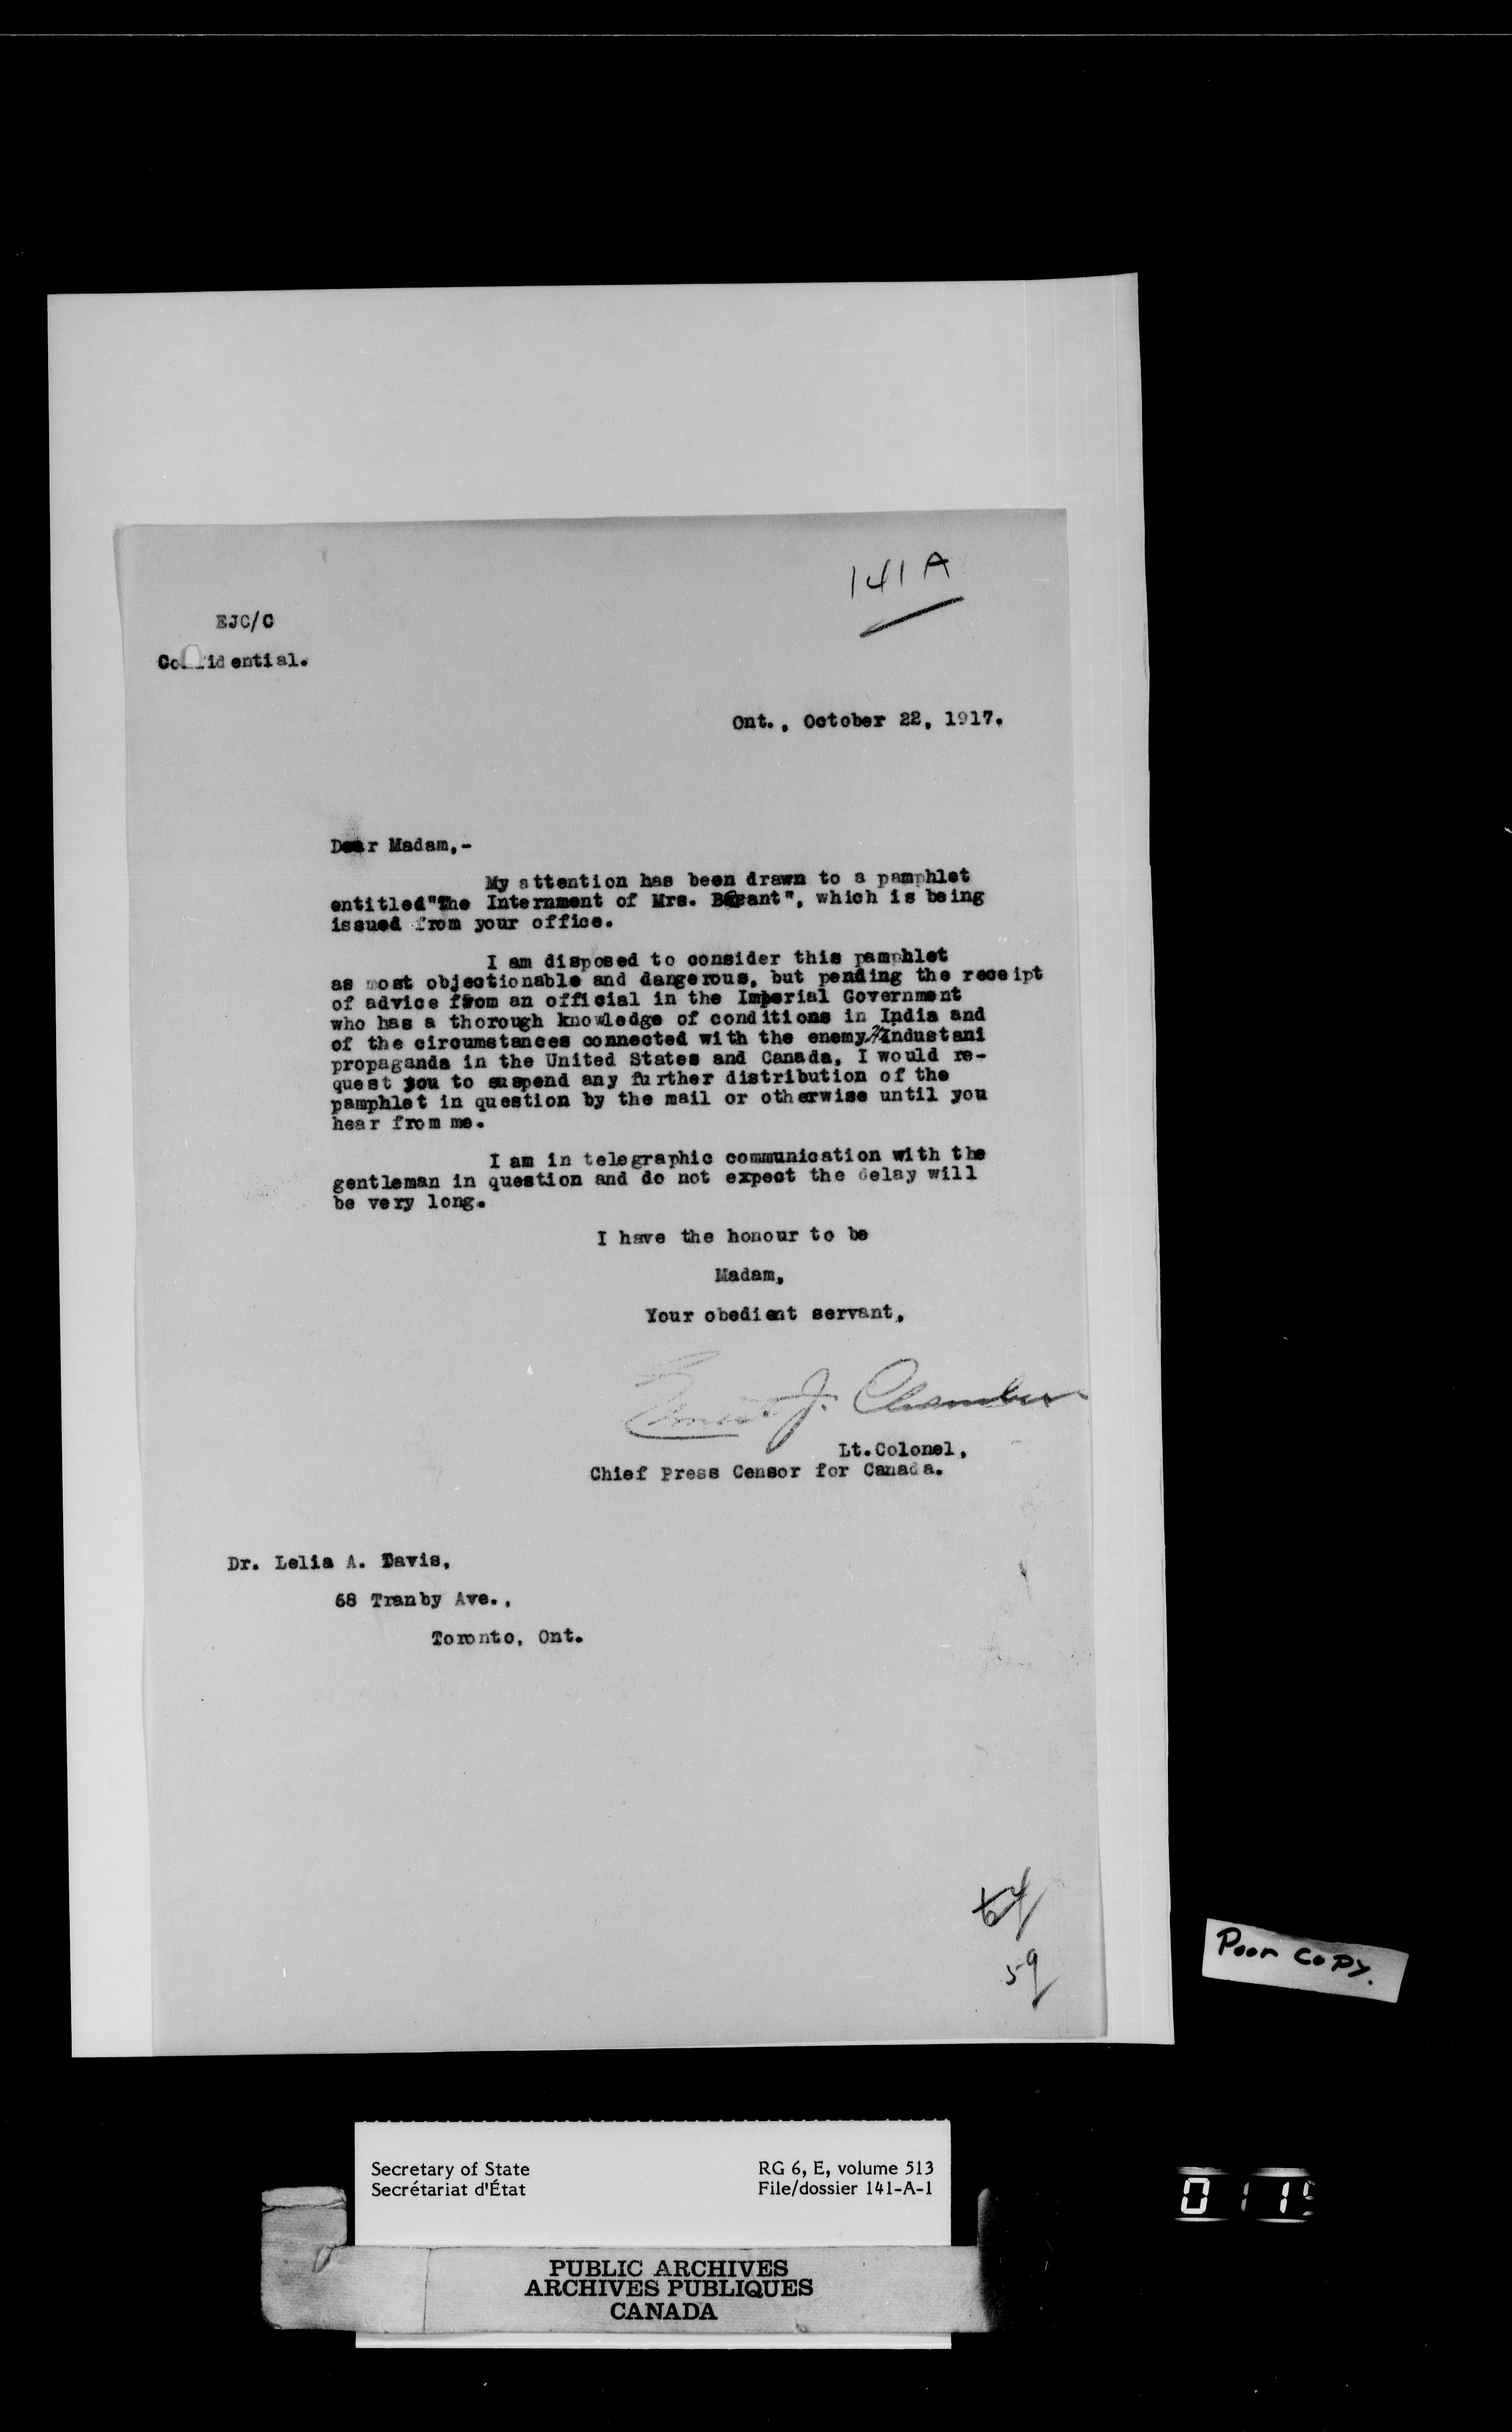 141 A
EJC/C
Confidential.
Ont., October 22, 1917.
Dear Madam,-
My attention has been drawn to a pamphlet
entitled"The Internment of Mrs. Besant", which is being
issued from your office.
I am disposed to consider this pamphlet
as most objectionable and dangerous, but pending the receipt
of advice from an official in the Imperial Government
who has a thorough knowledge of conditions in India and
of the circumstances connected with the enemy Hindustani
propaganda in the United States and Canada, I would re-
quest you to suspend any further distribution of the
pamphlet in question by the mail or otherwise until you
hear from me.
I am in telegraphic communication with the
gentleman in question and do not expect the delay will
be very long.
I have the honour to be
Madam,
Your obedient servant,
Ernest J. Chambers
Lt.Colonel,
Chief Press Censor for Canada.
Dr. Lelia A. Davis,
68 Tranby Ave.,
Toronto, Ont.
64
59
Poor Copy.
Secretary of State RG 6, E, volume 513
Secrétariat d'État File/dossier 141-A-1
PUBLIC ARCHIVES
ARCHIVES PUBLIQUES
CANADA